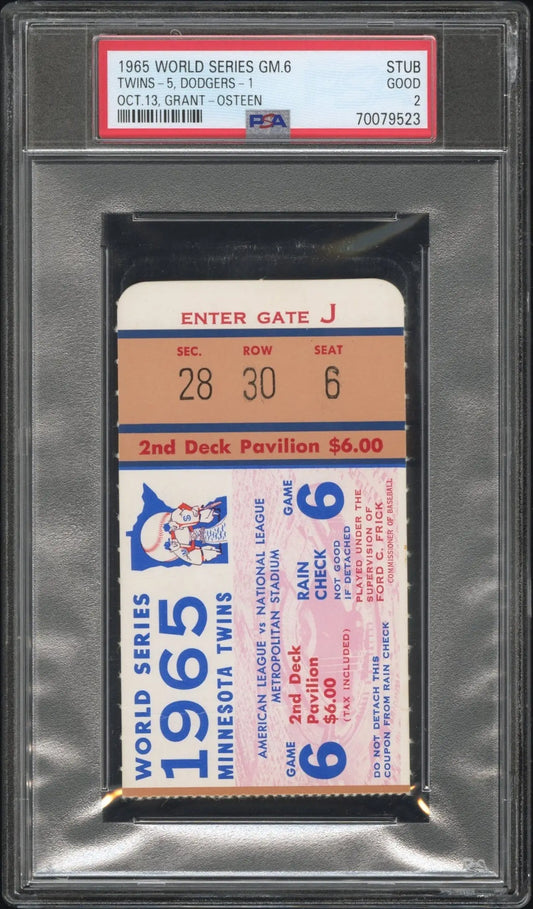 1965 WORLD SERIES GM.6
TWINS - 5, DODGERS - 1
OCT.13, GRANT - OSTEEN
STUB
GOOD
2
70079523
PSA
ENTER GATE J
SEC. ROW SEAT
28 30 6
2nd Deck Pavilion $6.00
WORLD SERIES
1965
MINNESOTA TWINS
AMERICAN LEAGUE vs NATIONAL LEAGUE
METROPOLITAN STADIUM
GAME
6
2nd Deck
Pavilion
$6.00
(TAX INCLUDED)
GAME
6
RAIN
CHECK
NOT GOOD
IF DETACHED
PLAYED UNDER THE
SUPERVISION OF
FORD C. FRICK
COMMISSIONER OF BASEBALL
DO NOT DETACH THIS
COUPON FROM RAIN CHECK